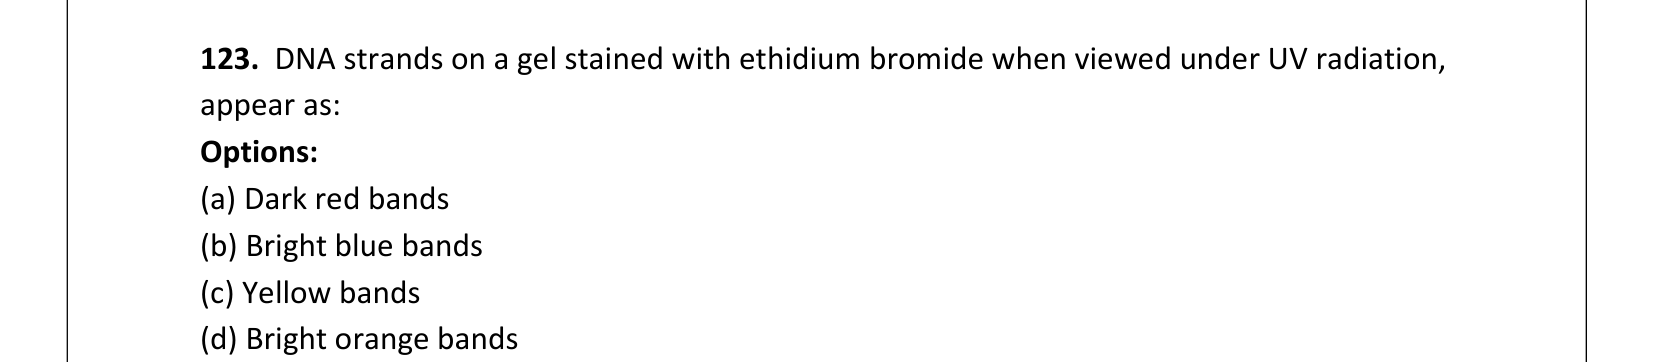 123. DNA strands on a gel stained with ethidium bromide when viewed under UV radiation,
appear as:
Options:
(a) Dark red bands
(b) Bright blue bands
(c) Yellow bands
(d) Bright orange bands